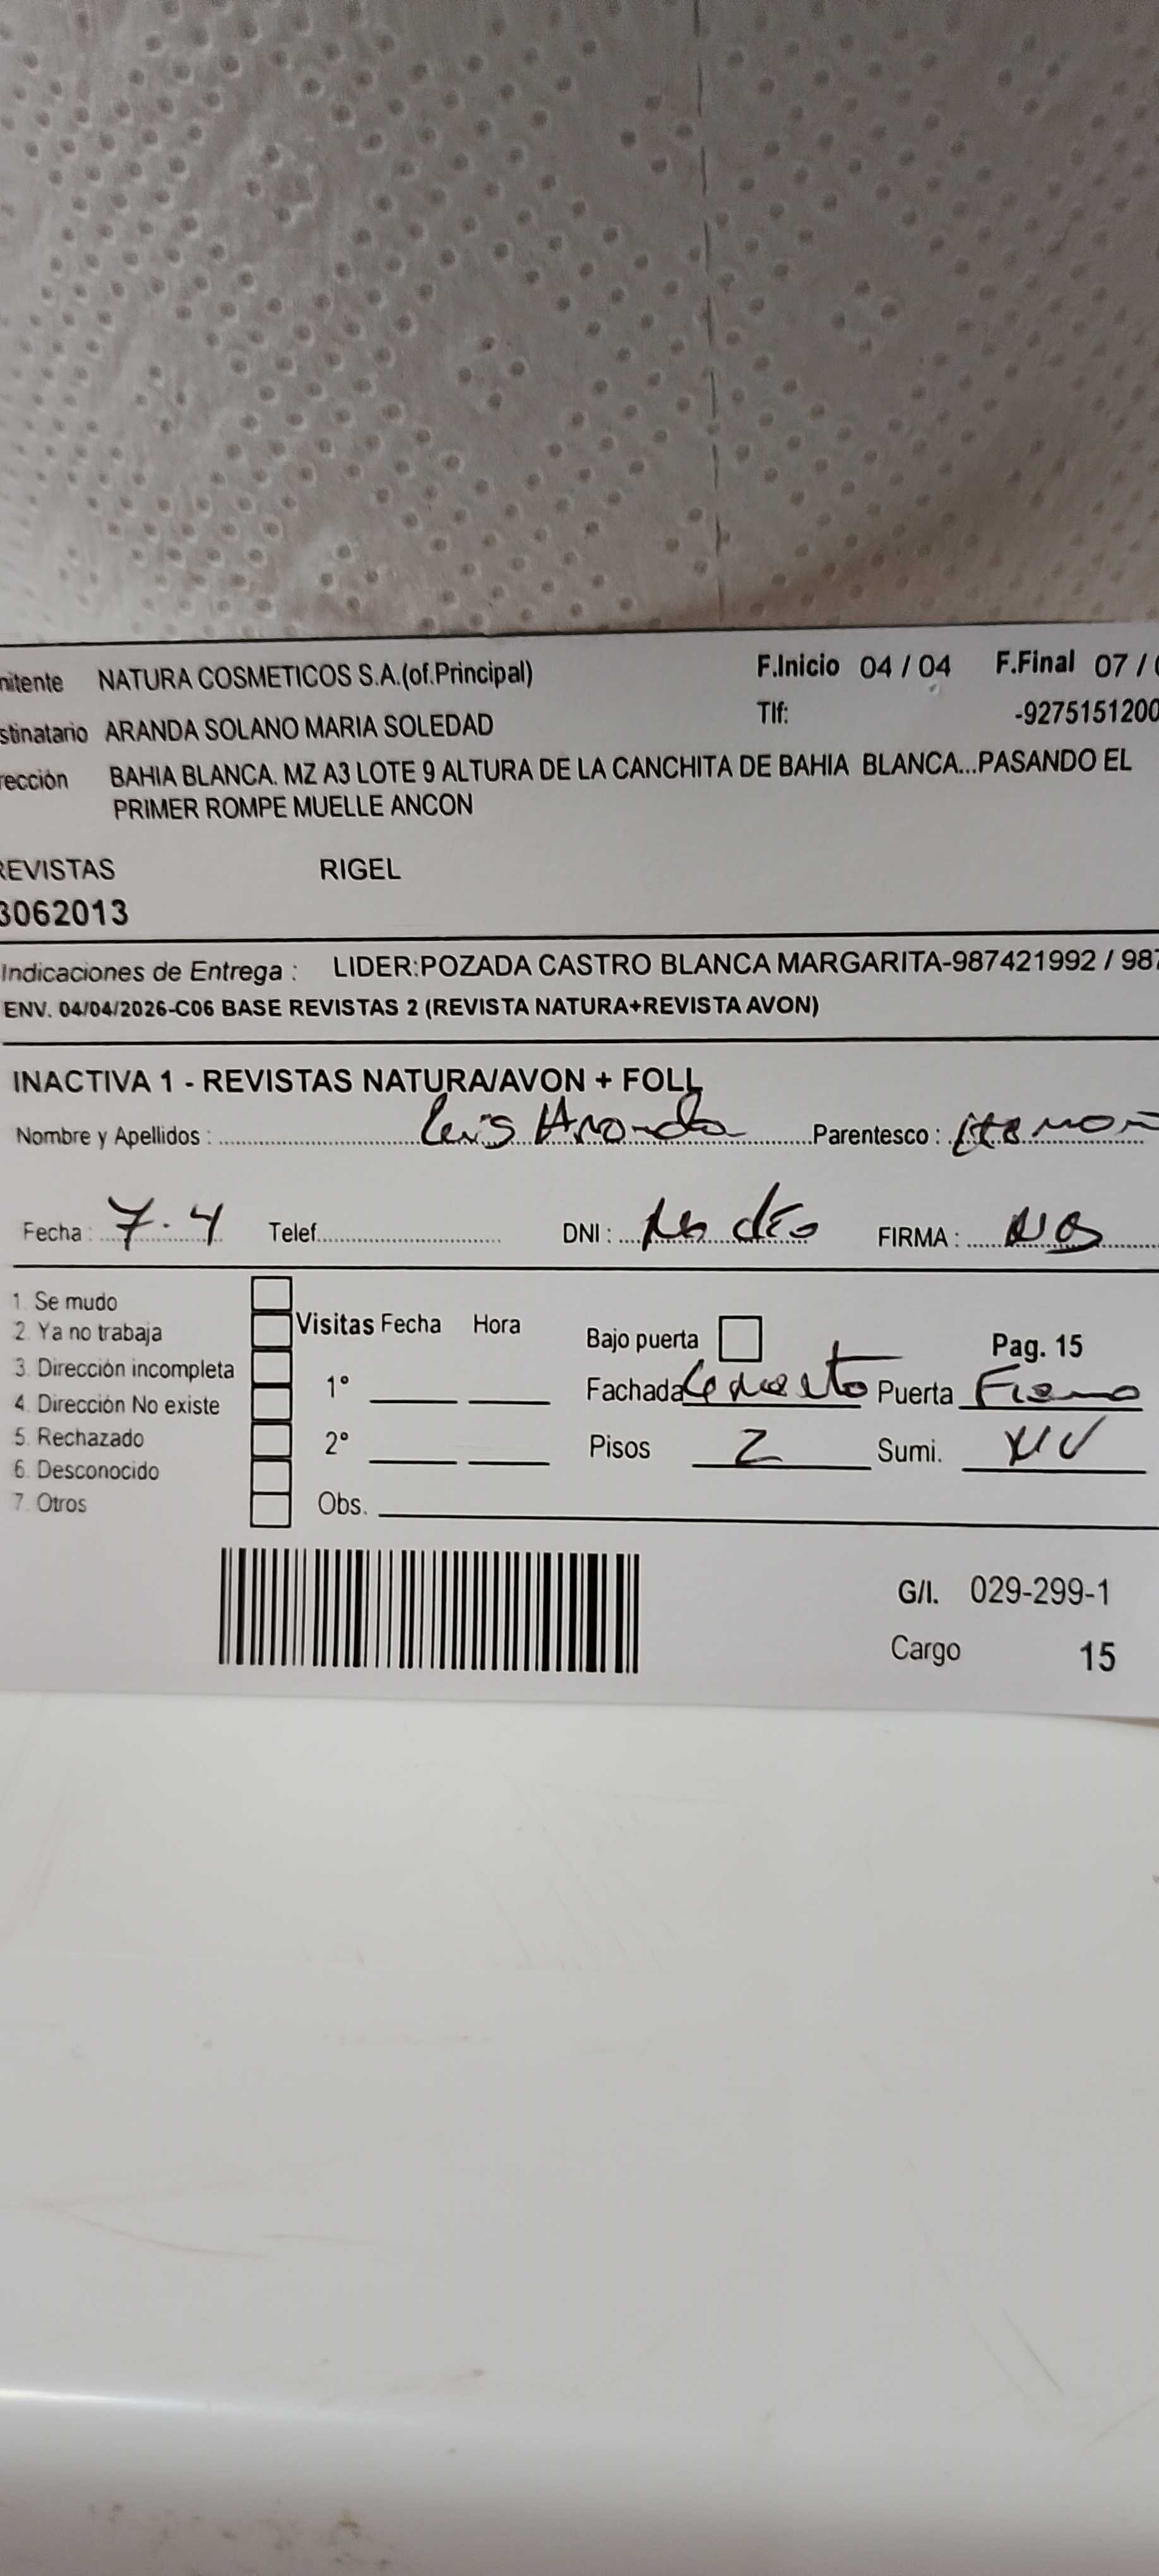 nitente NATURA COSMETICOS S.A.(of.Principal) F.Inicio 04 / 04 F.Final 07 /
stinatario ARANDA SOLANO MARIA SOLEDAD Tlf: -9275151200
rección BAHIA BLANCA. MZ A3 LOTE 9 ALTURA DE LA CANCHITA DE BAHIA BLANCA...PASANDO EL
PRIMER ROMPE MUELLE ANCON
REVISTAS RIGEL
3062013
Indicaciones de Entrega : LIDER:POZADA CASTRO BLANCA MARGARITA-987421992 / 987
ENV. 04/04/2026-C06 BASE REVISTAS 2 (REVISTA NATURA+REVISTA AVON)
INACTIVA 1 - REVISTAS NATURA/AVON + FOLL
Nombre y Apellidos : Luis Aranda Parentesco :
Fecha : 7.4 Telef. DNI : FIRMA : No
1. Se mudo
2. Ya no trabaja
3. Dirección incompleta
4. Dirección No existe
5. Rechazado
6. Desconocido
7. Otros
Visitas Fecha Hora
1°
2°
Obs.
Bajo puerta Pag. 15
Fachada Puerta
Pisos 2 Sumi.
G/I. 029-299-1
Cargo 15